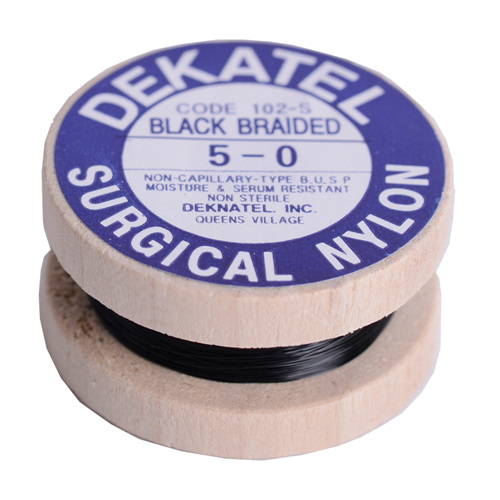 DEKATEL
CODE 102-S
BLACK BRAIDED
5-0
NON-CAPILLARY-TYPE B.U.S P
MOISTURE & SERUM RESISTANT
NON STERILE
DEKNATEL. INC.
QUEENS VILLAGE
SURGICAL NYLON